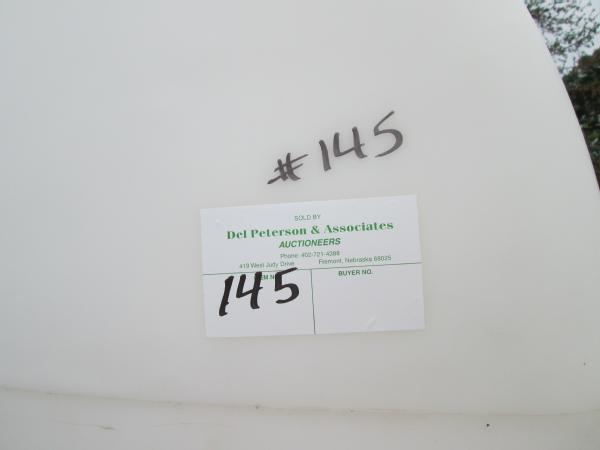 # 145
SOLD BY
Del Peterson & Associates
AUCTIONEERS
Phone: 402-721-4388
419 West Judy Drive Fremont, Nebraska 68025
BUYER NO.
145